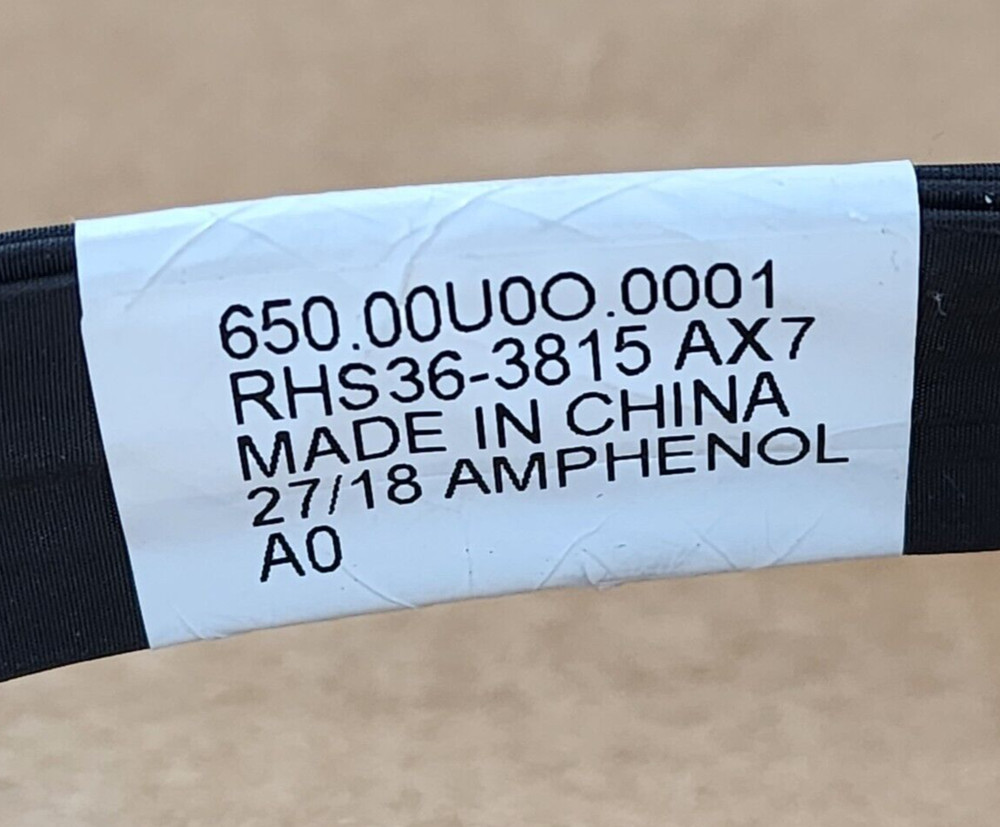 650.00U0O.0001
RHS36-3815 AX7
MADE IN CHINA
27/18 AMPHENOL
A0